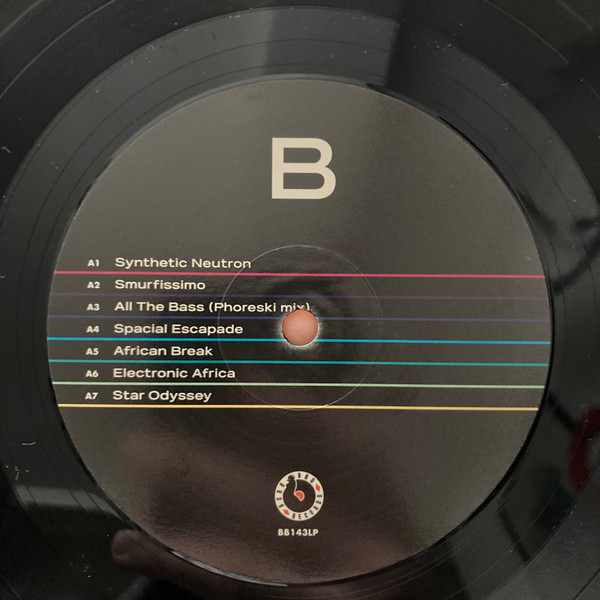 B
A1 Synthetic Neutron
A2 Smurfissimo
A3 All The Bass (Phoreski mix)
A4 Spacial Escapade
A5 African Break
A6 Electronic Africa
A7 Star Odyssey
RECORDS
BB143LP